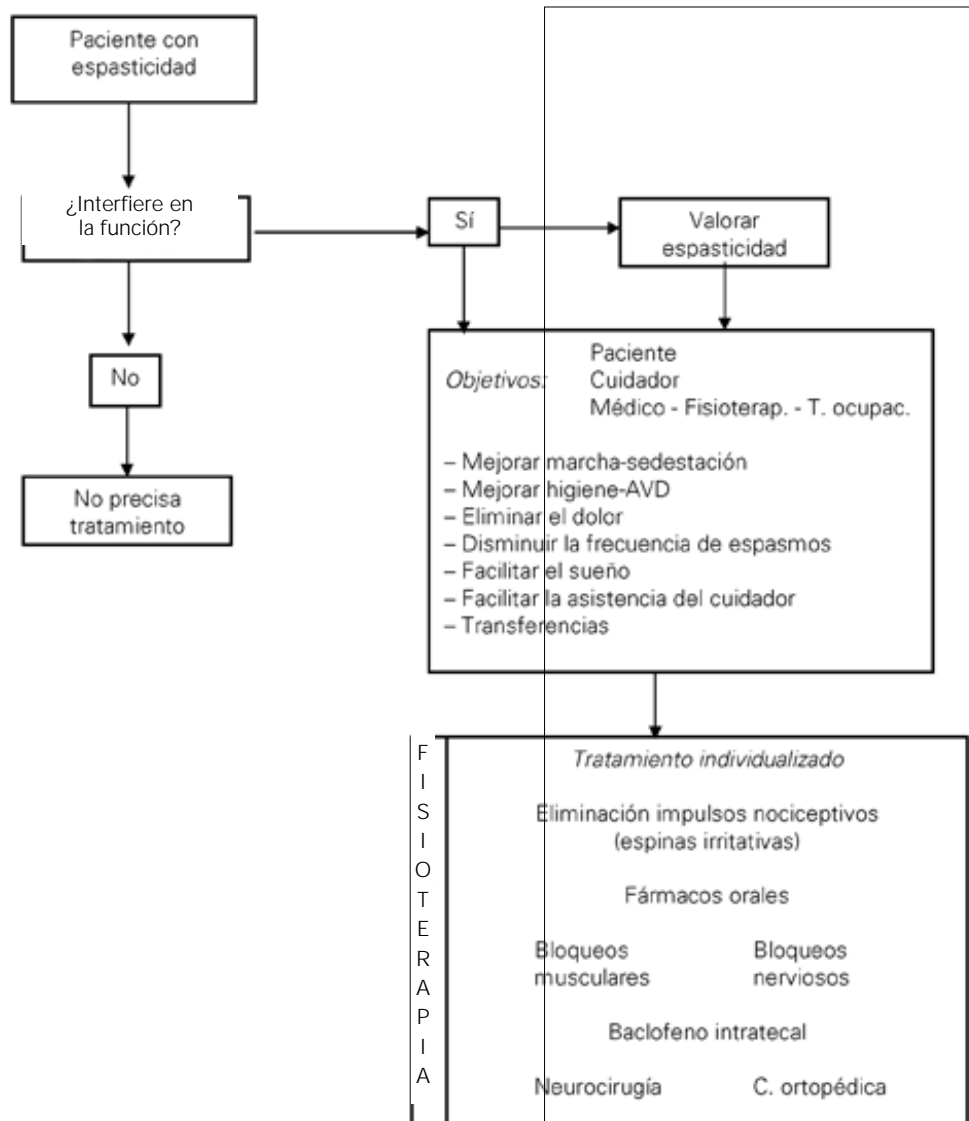 Paciente con
espasticidad
¿Interfiere en
la función?
Sí
Valorar
espasticidad
No
No precisa
tratamiento
Paciente
Objetivos: Cuidador
Médico - Fisioterap. - T. ocupac.
– Mejorar marcha-sedestación
– Mejorar higiene-AVD
– Eliminar el dolor
– Disminuir la frecuencia de espasmos
– Facilitar el sueño
– Facilitar la asistencia del cuidador
– Transferencias
F
I
S
I
O
T
E
R
A
P
I
A
Tratamiento individualizado
Eliminación impulsos nociceptivos
(espinas irritativas)
Fármacos orales
Bloqueos Bloqueos
musculares nerviosos
Baclofeno intratecal
Neurocirugía C. ortopédica